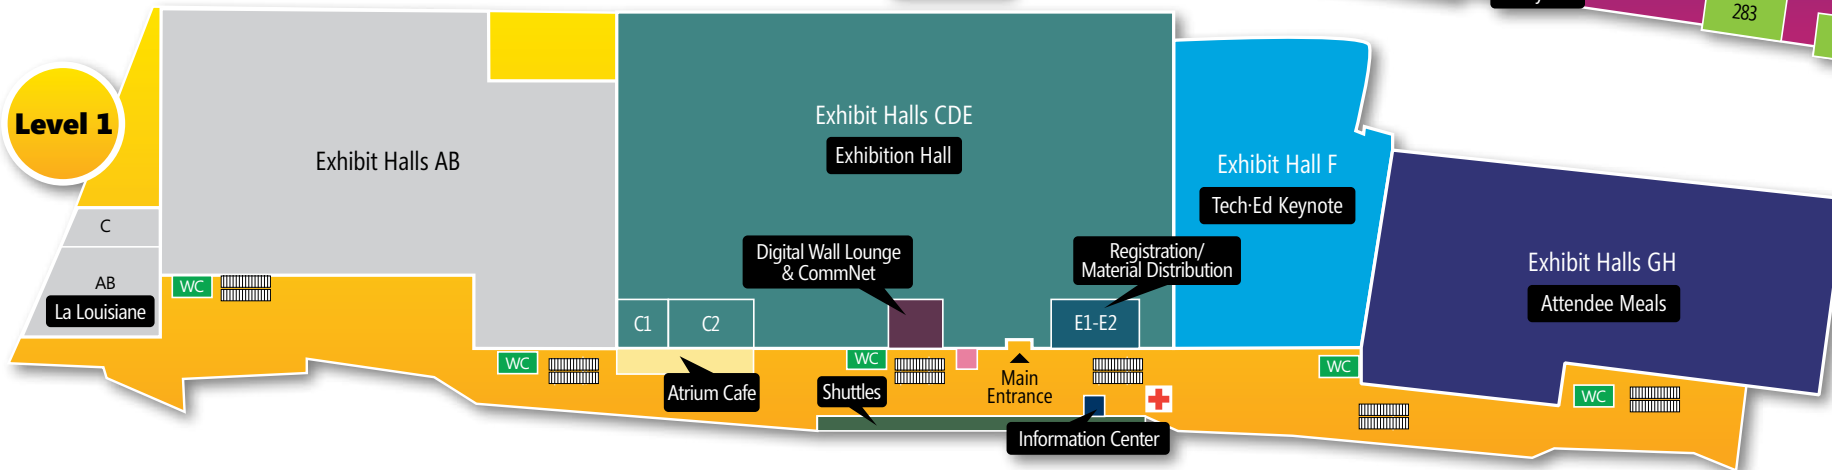 283
Level 1
Exhibit Halls AB
Exhibit Halls CDE
Exhibition Hall
Exhibit Hall F
Tech·Ed Keynote
Exhibit Halls GH
Attendee Meals
C
AB
La Louisiane
WC
Digital Wall Lounge
& CommNet
Registration/
Material Distribution
C1
C2
E1-E2
WC
Atrium Cafe
WC
Shuttles
Main
Entrance
Information Center
WC
WC